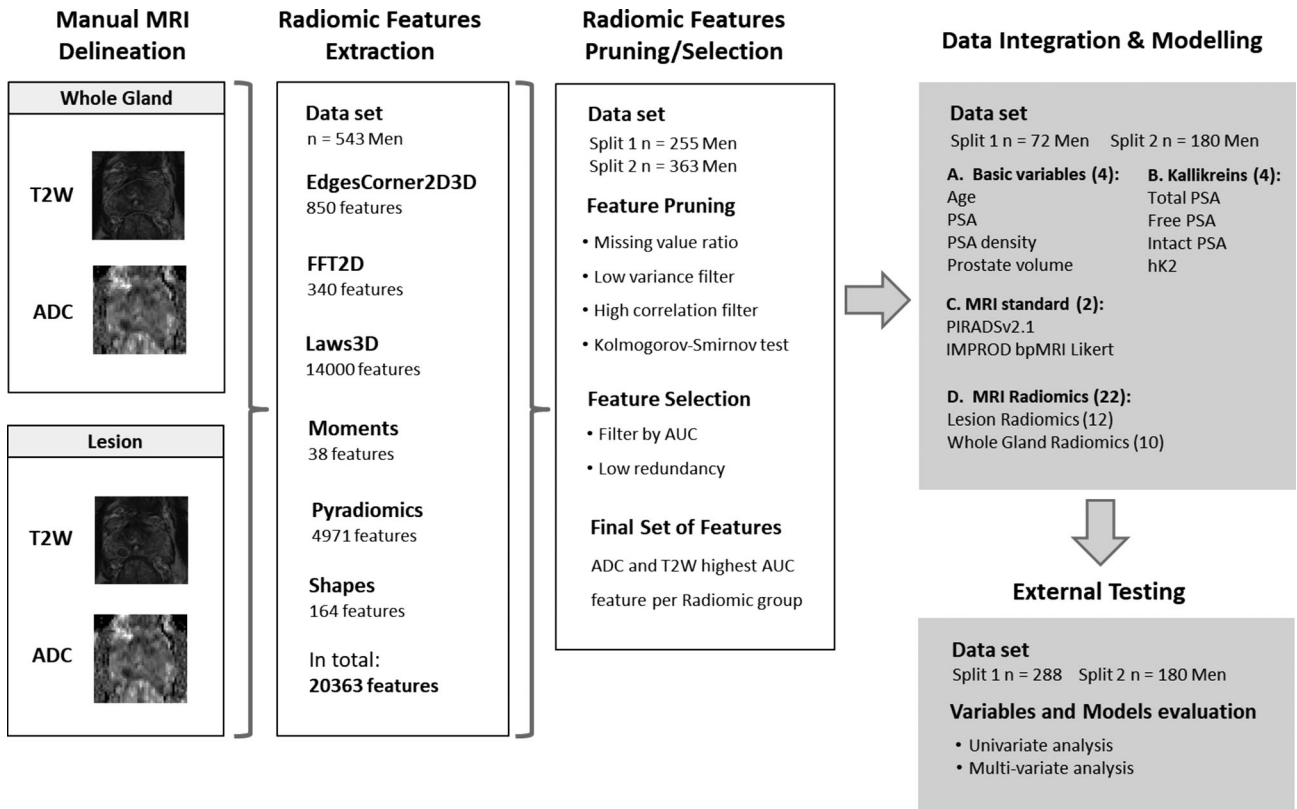 Manual MRI
Delineation
Whole Gland
T2W
ADC
Lesion
T2W
ADC
Radiomic Features
Extraction
Data set
n = 543 Men
EdgesCorner2D3D
850 features
FFT2D
340 features
Laws3D
14000 features
Moments
38 features
Pyradiomics
4971 features
Shapes
164 features
In total:
20363 features
Radiomic Features
Pruning/Selection
Data set
Split 1 n = 255 Men
Split 2 n = 363 Men
Feature Pruning
• Missing value ratio
• Low variance filter
• High correlation filter
• Kolmogorov-Smirnov test
Feature Selection
• Filter by AUC
• Low redundancy
Final Set of Features
ADC and T2W highest AUC
feature per Radiomic group
Data Integration & Modelling
Data set
Split 1 n = 72 Men Split 2 n = 180 Men
A. Basic variables (4):
Age
PSA
PSA density
Prostate volume
B. Kallikreins (4):
Total PSA
Free PSA
Intact PSA
hK2
C. MRI standard (2):
PIRADSv2.1
IMPROD bpMRI Likert
D. MRI Radiomics (22):
Lesion Radiomics (12)
Whole Gland Radiomics (10)
External Testing
Data set
Split 1 n = 288 Split 2 n = 180 Men
Variables and Models evaluation
• Univariate analysis
• Multi-variate analysis